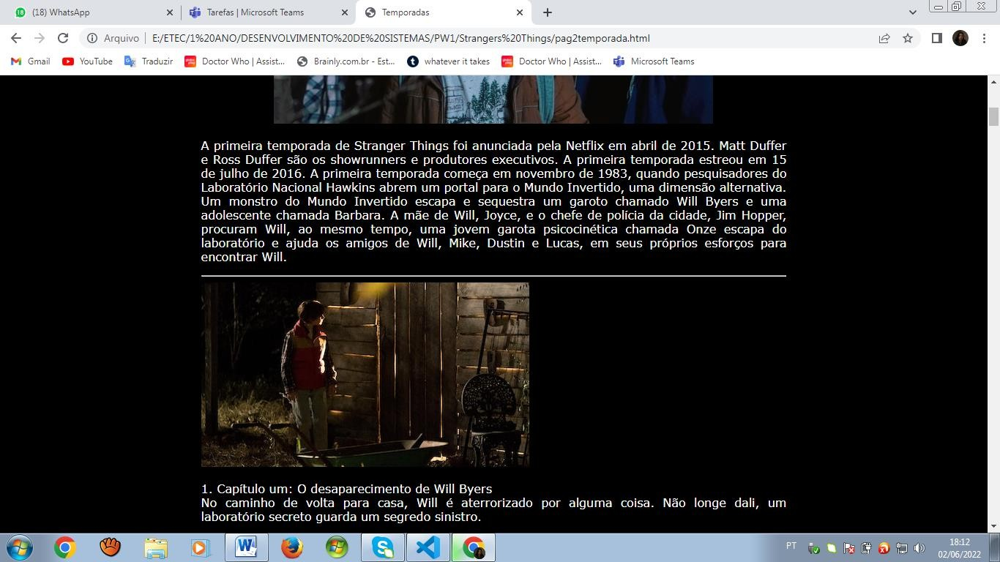 (18) WhatsApp
Tarefas | Microsoft Teams
Temporadas
Arquivo
E:/ETEC/1%20ANO/DESENVOLVIMENTO%20DE%20SISTEMAS/PW1/Strangers%20Things/pag2temporada.html
Gmail
YouTube
Traduzir
Doctor Who | Assist...
Brainly.com.br - Est...
whatever it takes
Doctor Who | Assist...
Microsoft Teams
A primeira temporada de Stranger Things foi anunciada pela Netflix em abril de 2015. Matt Duffer
e Ross Duffer são os showrunners e produtores executivos. A primeira temporada estreou em 15
de julho de 2016. A primeira temporada começa em novembro de 1983, quando pesquisadores do
Laboratório Nacional Hawkins abrem um portal para o Mundo Invertido, uma dimensão alternativa.
Um monstro do Mundo Invertido escapa e sequestra um garoto chamado Will Byers e uma
adolescente chamada Barbara. A mãe de Will, Joyce, e o chefe de polícia da cidade, Jim Hopper,
procuram Will, ao mesmo tempo, uma jovem garota psicocinética chamada Onze escapa do
laboratório e ajuda os amigos de Will, Mike, Dustin e Lucas, em seus próprios esforços para
encontrar Will.
1. Capítulo um: O desaparecimento de Will Byers
No caminho de volta para casa, Will é aterrorizado por alguma coisa. Não longe dali, um
laboratório secreto guarda um segredo sinistro.
PT
18:12
02/06/2022